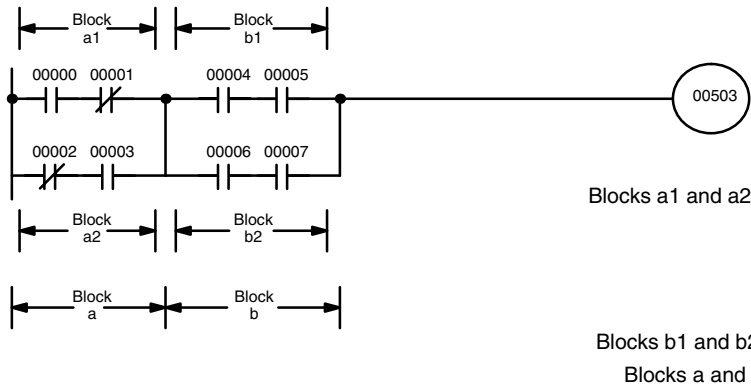 Block Block
a1 b1
00000 00001 00004 00005
00503
00002 00003 00006 00007
Blocks a1 and a2
Block Block
a2 b2
Block Block
a b
Blocks b1 and b2
Blocks a and